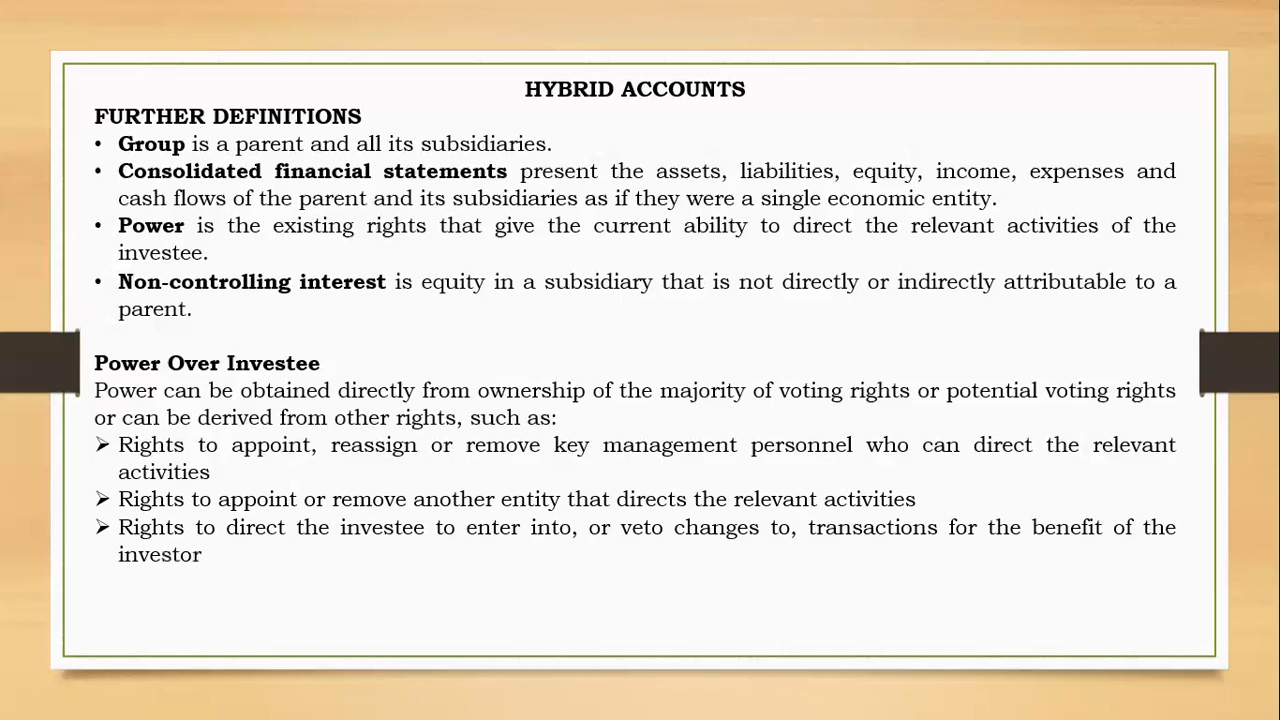 HYBRID ACCOUNTS
FURTHER DEFINITIONS
• Group is a parent and all its subsidiaries.
• Consolidated financial statements present the assets, liabilities, equity, income, expenses and
cash flows of the parent and its subsidiaries as if they were a single economic entity.
• Power is the existing rights that give the current ability to direct the relevant activities of the
investee.
• Non-controlling interest is equity in a subsidiary that is not directly or indirectly attributable to a
parent.
Power Over Investee
Power can be obtained directly from ownership of the majority of voting rights or potential voting rights
or can be derived from other rights, such as:
➢ Rights to appoint, reassign or remove key management personnel who can direct the relevant
activities
➢ Rights to appoint or remove another entity that directs the relevant activities
➢ Rights to direct the investee to enter into, or veto changes to, transactions for the benefit of the
investor